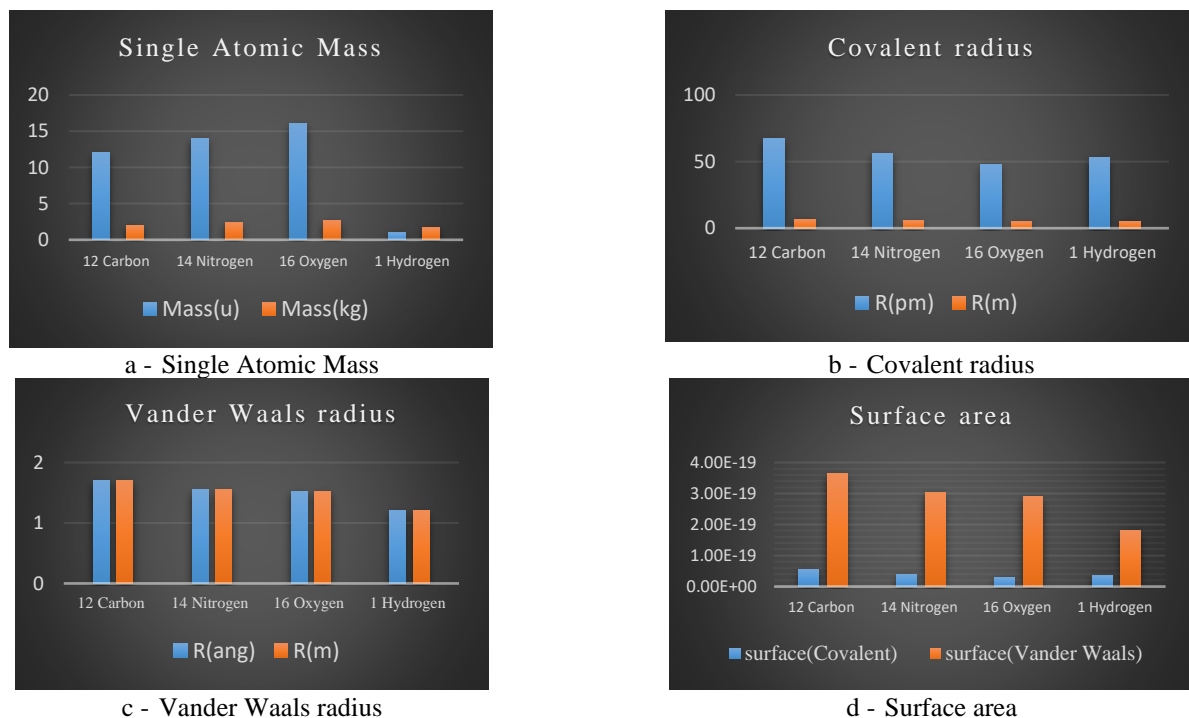 Single Atomic Mass
20
15
10
5
0
12 Carbon 14 Nitrogen 16 Oxygen 1 Hydrogen
Mass(u) Mass(kg)
a - Single Atomic Mass
Covalent radius
100
50
0
12 Carbon 14 Nitrogen 16 Oxygen 1 Hydrogen
R(pm) R(m)
b - Covalent radius
Vander Waals radius
2
1
0
12 Carbon 14 Nitrogen 16 Oxygen 1 Hydrogen
R(ang) R(m)
c - Vander Waals radius
Surface area
4.00E-19
3.00E-19
2.00E-19
1.00E-19
0.00E+00
12 Carbon 14 Nitrogen 16 Oxygen 1 Hydrogen
surface(Covalent) surface(Vander Waals)
d - Surface area